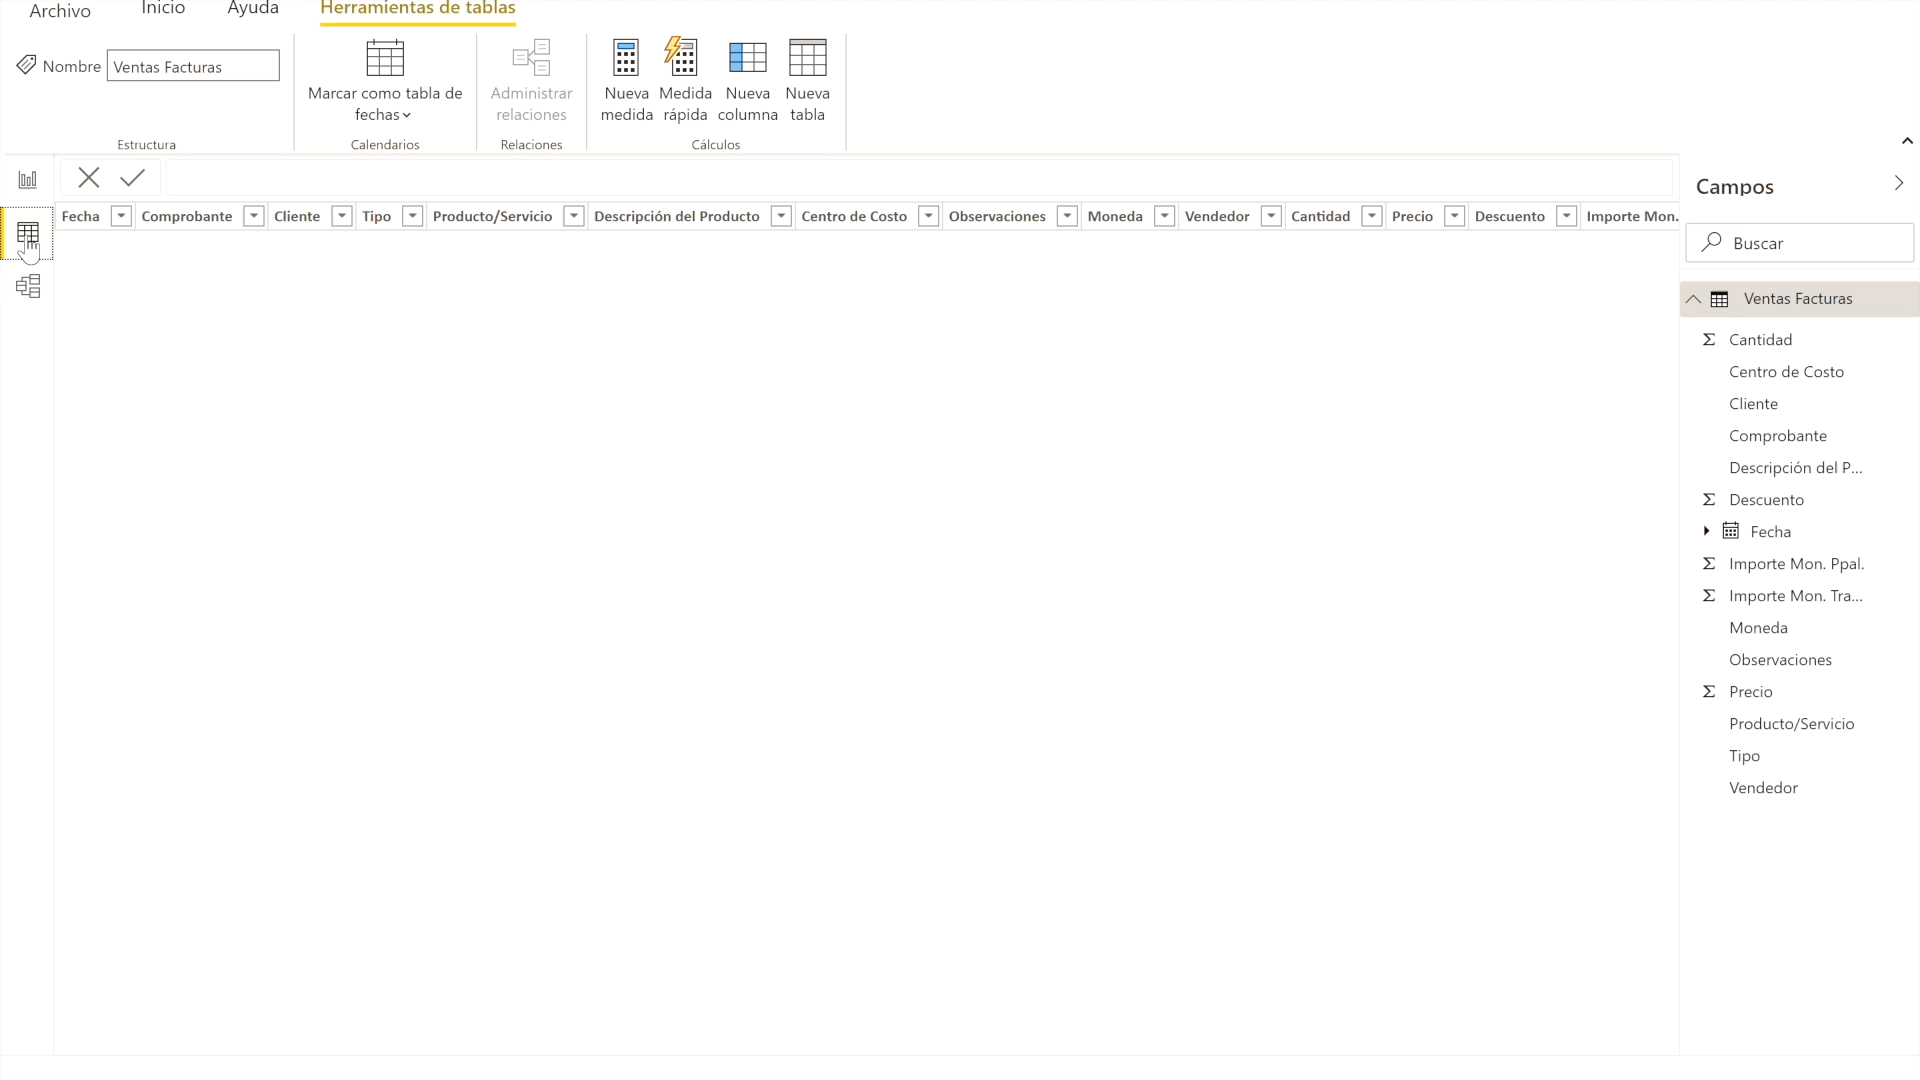 Archivo
Inicio
Ayuda
Herramientas de tablas
Nombre
Ventas Facturas
Estructura
Marcar como tabla de
fechas
Calendarios
Administrar
relaciones
Relaciones
Nueva
medida
Medida
rápida
Nueva
columna
Nueva
tabla
Cálculos
Fecha Comprobante Cliente Tipo Producto/Servicio Descripción del Producto Centro de Costo Observaciones Moneda Vendedor Cantidad Precio Descuento Importe Mon.
Campos
Buscar
Ventas Facturas
Σ Cantidad
Centro de Costo
Cliente
Comprobante
Descripción del P...
Σ Descuento
Fecha
Σ Importe Mon. Ppal.
Σ Importe Mon. Tra...
Moneda
Observaciones
Σ Precio
Producto/Servicio
Tipo
Vendedor